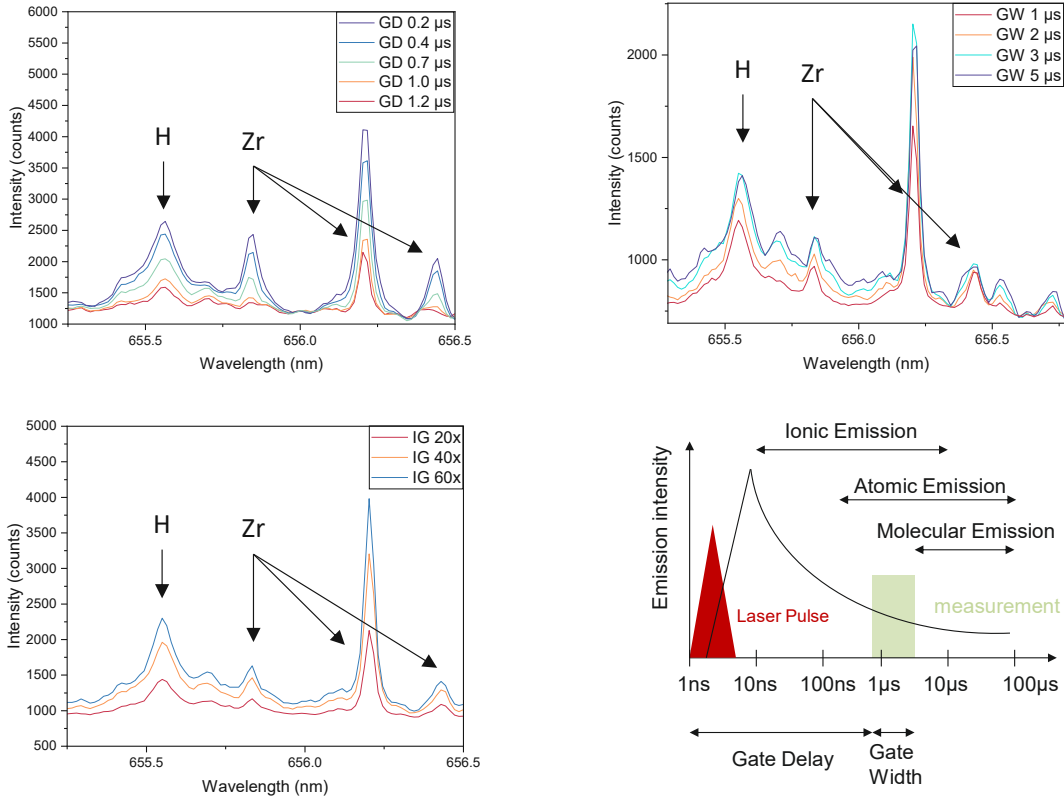 6000
5500
5000
4500
4000
3500
3000
2500
2000
1500
1000
Intensity (counts)
GD 0.2 µs
GD 0.4 µs
GD 0.7 µs
GD 1.0 µs
GD 1.2 µs
H
Zr
655.5
656.0
656.5
Wavelength (nm)
2000
1500
1000
Intensity (counts)
GW 1 µs
GW 2 µs
GW 3 µs
GW 5 µs
H
Zr
655.5
656.0
656.5
Wavelength (nm)
5000
4500
4000
3500
3000
2500
2000
1500
1000
500
Intensity (counts)
IG 20x
IG 40x
IG 60x
H
Zr
655.5
656.0
656.5
Wavelength (nm)
Emission intensity
Ionic Emission
Atomic Emission
Molecular Emission
Laser Pulse
measurement
1ns
10ns
100ns
1µs
10µs
100µs
Gate Delay
Gate
Width